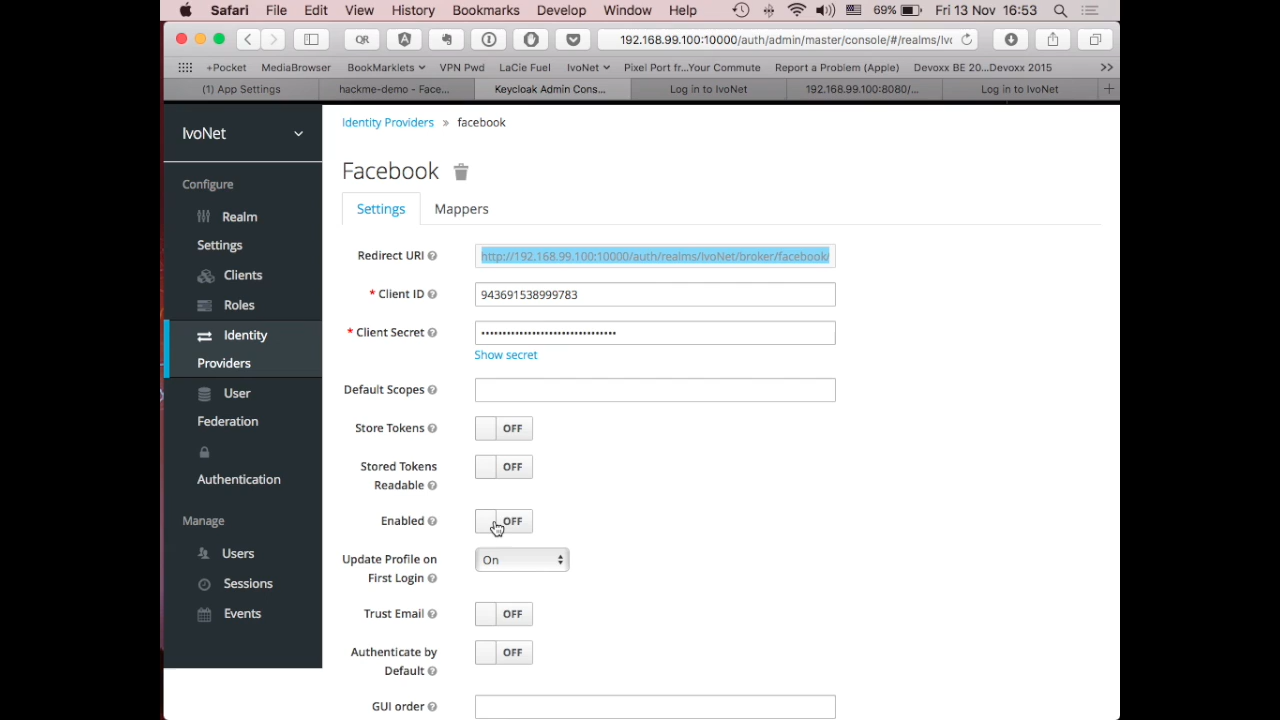 Safari File Edit View History Bookmarks Develop Window Help 69% Fri 13 Nov 16:53
QR 192.168.99.100:10000/auth/admin/master/console/#/realms/Ivc
+Pocket MediaBrowser BookMarklets VPN Pwd LaCie Fuel IvoNet Pixel Port fr...Your Commute Report a Problem (Apple) Devoxx BE 20...Devoxx 2015 >>
(1) App Settings hackme-demo - Face... Keycloak Admin Cons... Log in to IvoNet 192.168.99.100:8080/... Log in to IvoNet +
IvoNet
Configure
Realm
Settings
Clients
Roles
Identity
Providers
User
Federation
Authentication
Manage
Users
Sessions
Events
Identity Providers » facebook
Facebook
Settings Mappers
Redirect URI http://192.168.99.100:10000/auth/realms/IvoNet/broker/facebook/
* Client ID 943691538999783
* Client Secret ••••••••••••••••••••••••••••••••
Show secret
Default Scopes
Store Tokens OFF
Stored Tokens
Readable OFF
Enabled OFF
Update Profile on
First Login On
Trust Email OFF
Authenticate by
Default OFF
GUI order